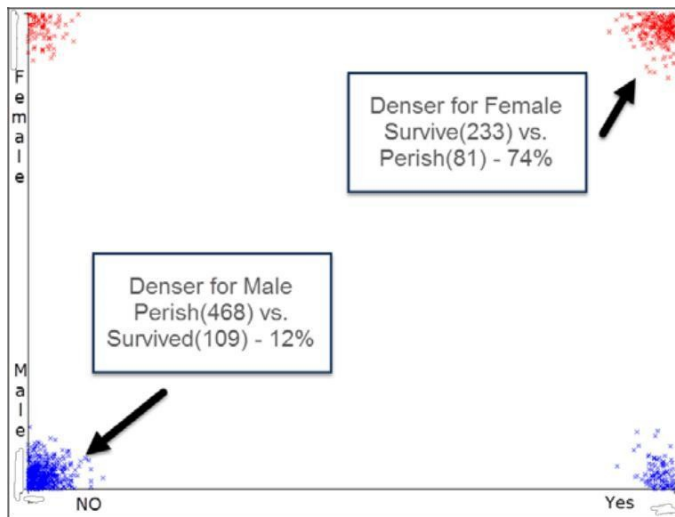 Female
Denser for Female
Survive(233) vs.
Perish(81) - 74%
Denser for Male
Perish(468) vs.
Survived(109) - 12%
Male
NO
Yes